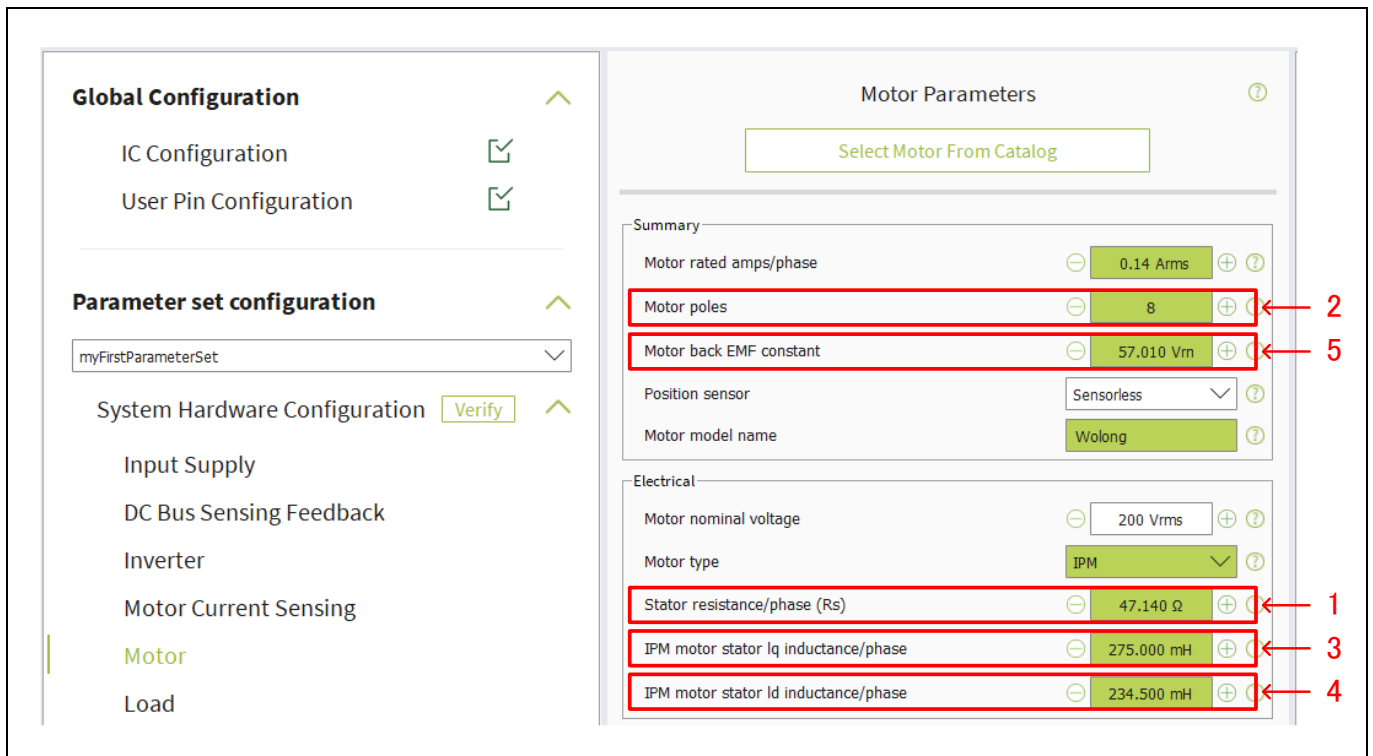 Global Configuration
IC Configuration
User Pin Configuration
Parameter set configuration
myFirstParameterSet
System Hardware Configuration Verify
Input Supply
DC Bus Sensing Feedback
Inverter
Motor Current Sensing
Motor
Load
Motor Parameters ?
Select Motor From Catalog
Summary
Motor rated amps/phase 0.14 Arms ?
Motor poles 8 2
Motor back EMF constant 57.010 Vrn 5
Position sensor Sensorless ?
Motor model name Wolong ?
Electrical
Motor nominal voltage 200 Vrms ?
Motor type IPM ?
Stator resistance/phase (Rs) 47.140 Ω 1
IPM motor stator lq inductance/phase 275.000 mH 3
IPM motor stator ld inductance/phase 234.500 mH 4